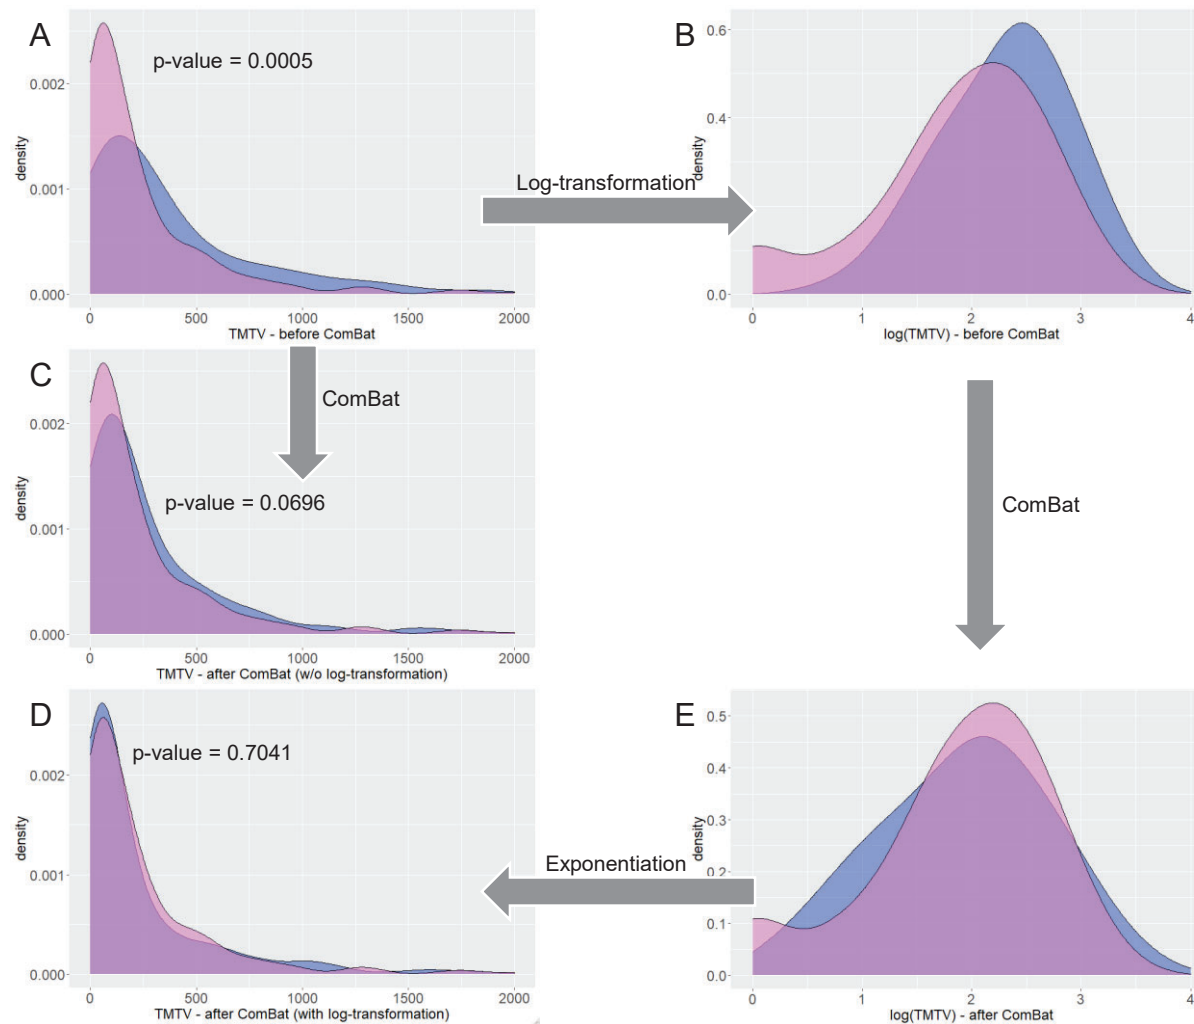 A
p-value = 0.0005
density
0.002
0.001
0.000
0
500
1000
1500
2000
TMTV - before ComBat
Log-transformation
B
density
0.6
0.4
0.0
0
1
2
3
4
log(TMTV) - before ComBat
C
ComBat
p-value = 0.0696
density
0.002
0.001
0.000
0
500
1000
1500
2000
TMTV - after ComBat (w/o log-transformation)
ComBat
D
p-value = 0.7041
density
0.002
0.001
0.000
0
500
1000
1500
2000
TMTV - after ComBat (with log-transformation)
Exponentiation
E
density
0.5
0.4
0.3
0.2
0.1
0.0
0
1
2
3
4
log(TMTV) - after ComBat